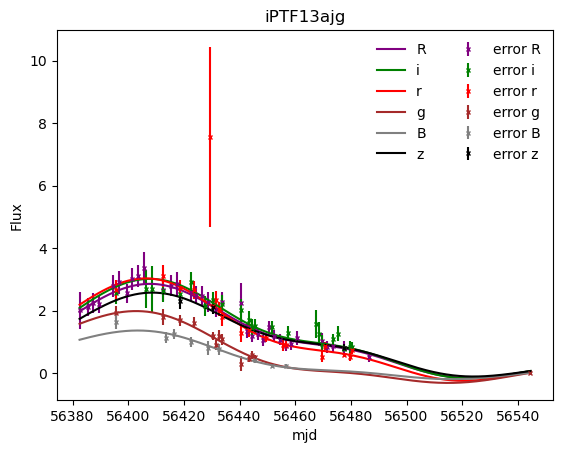 iPTF13ajg
Flux
10
8
6
4
2
0
R
i
r
g
B
z
error R
error i
error r
error g
error B
error z
56380 56400 56420 56440 56460 56480 56500 56520 56540
mjd